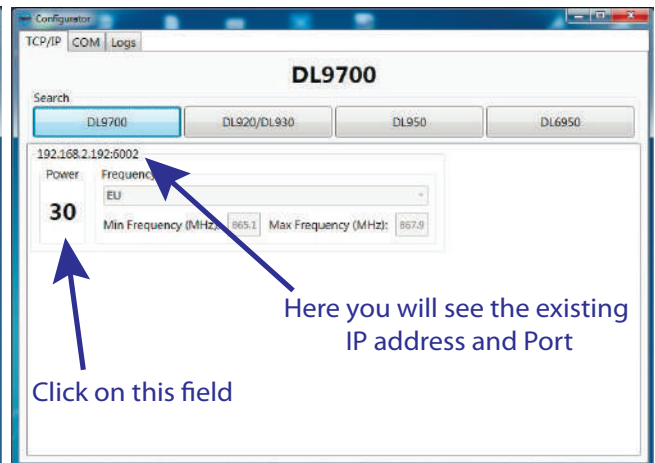 Configurator
TCP/IP COM Logs
DL9700
Search
DL9700 DL920/DL930 DL950 DL6950
192.168.2.192:6002
Power Frequency
EU
30
Min Frequency (MHz): 865.1 Max Frequency (MHz): 867.9
Here you will see the existing
IP address and Port
Click on this field